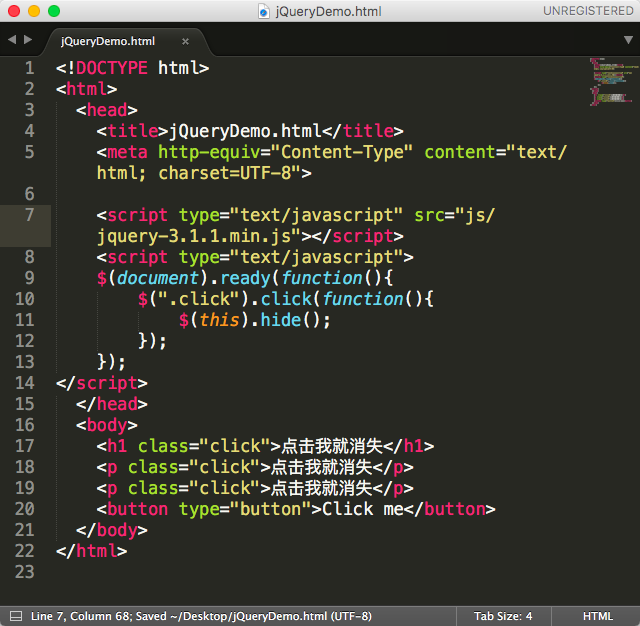 jQueryDemo.html
UNREGISTERED
jQueryDemo.html ×
1 <!DOCTYPE html>
2 <html>
3 <head>
4 <title>jQueryDemo.html</title>
5 <meta http-equiv="Content-Type" content="text/
html; charset=UTF-8">
6
7 <script type="text/javascript" src="js/
jquery-3.1.1.min.js"></script>
8 <script type="text/javascript">
9 $(document).ready(function(){
10 $(".click").click(function(){
11 $(this).hide();
12 });
13 });
14 </script>
15 </head>
16 <body>
17 <h1 class="click">点击我就消失</h1>
18 <p class="click">点击我就消失</p>
19 <p class="click">点击我就消失</p>
20 <button type="button">Click me</button>
21 </body>
22 </html>
23
Line 7, Column 68; Saved ~/Desktop/jQueryDemo.html (UTF-8)
Tab Size: 4
HTML